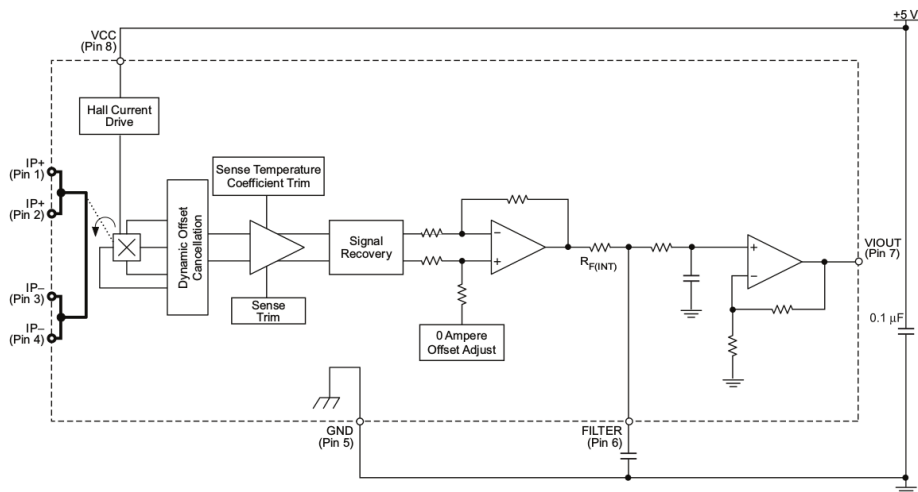 +5 V
VCC
(Pin 8)
Hall Current
Drive
IP+
(Pin 1)
IP+
(Pin 2)
IP−
(Pin 3)
IP−
(Pin 4)
Dynamic Offset
Cancellation
Sense Temperature
Coefficient Trim
Sense
Trim
Signal
Recovery
0 Ampere
Offset Adjust
−
+
RF(INT)
+
−
VIOUT
(Pin 7)
0.1 µF
GND
(Pin 5)
FILTER
(Pin 6)